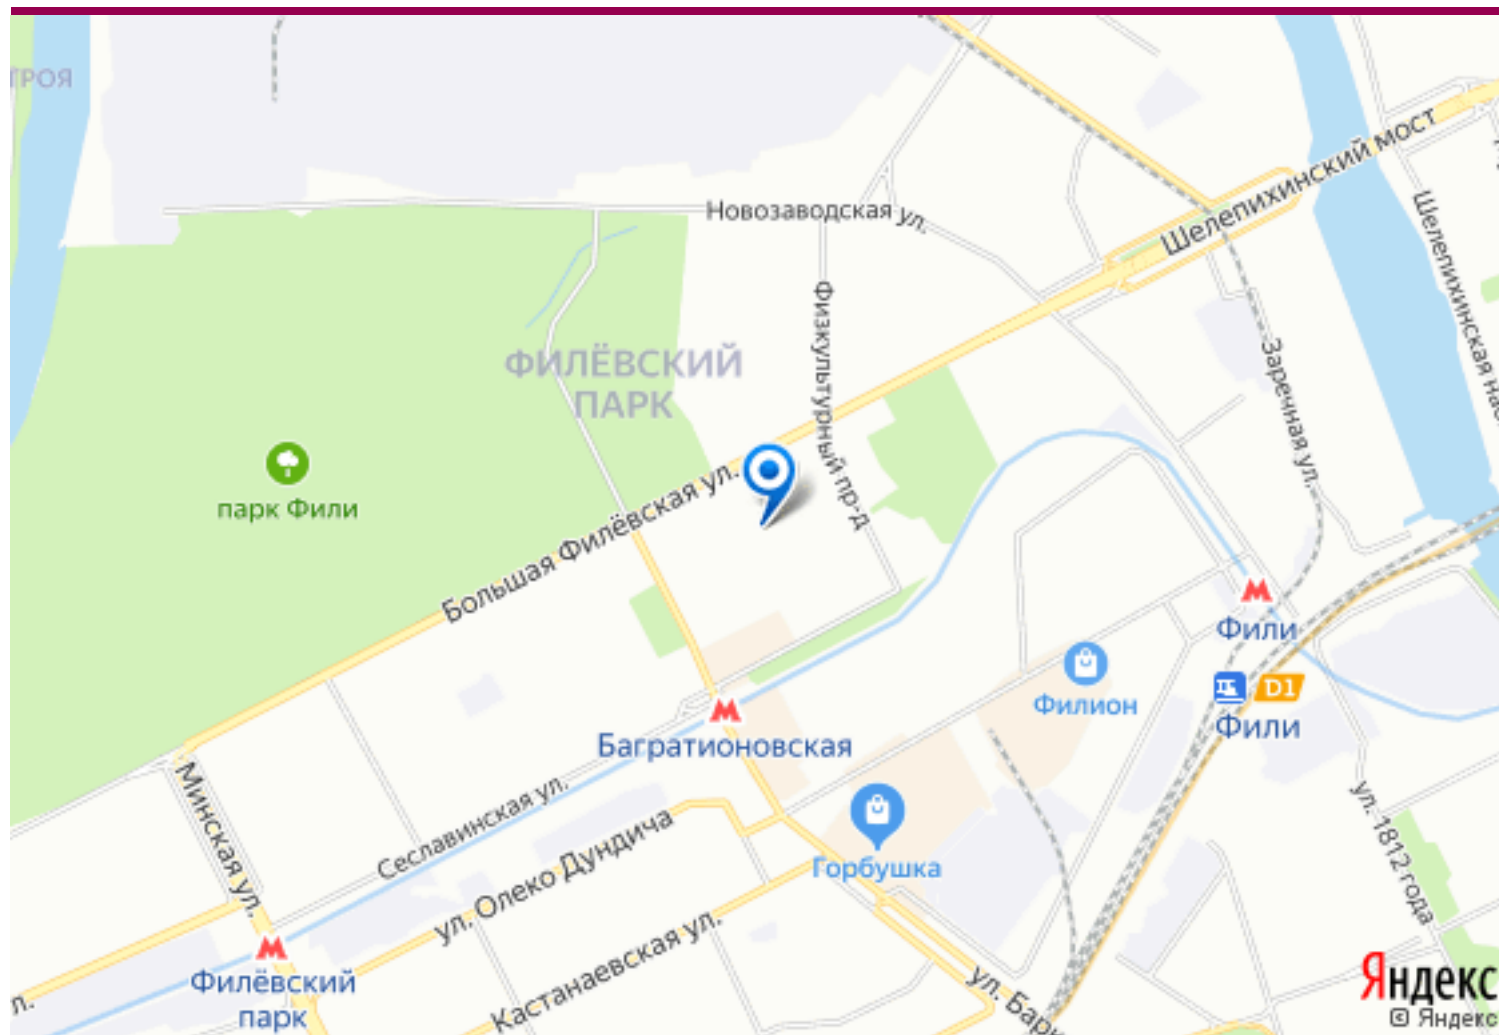 ТРОЯ
Шелепихинский мост
Новозаводская ул.
Шелепихинская наб
Физкультурный пр-д
ФИЛЁВСКИЙ
ПАРК
Заречная ул.
парк Фили
Большая Филёвская ул.
Фили
Филион
D1
Фили
Багратионовская
Минская ул.
Сеславинская ул.
ул. Олеко Дундича
Горбушка
ул. 1812 года
Филёвский
парк
Кастанаевская ул.
ул. Барк
л.
Яндекс
© Яндекс